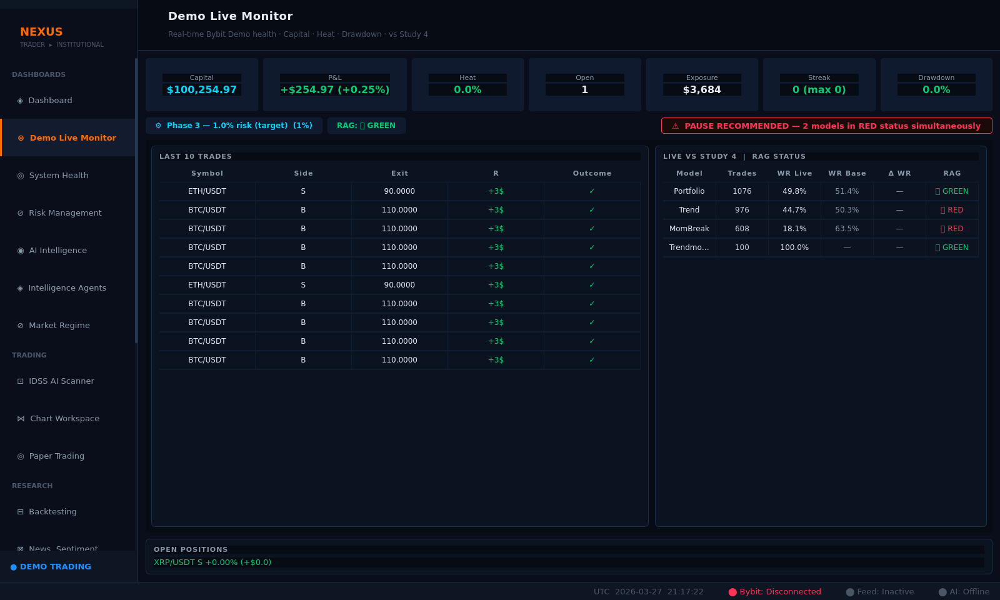 NEXUS
TRADER ▸ INSTITUTIONAL
DASHBOARDS
◈ Dashboard
⊛ Demo Live Monitor
◎ System Health
⊘ Risk Management
◉ AI Intelligence
◈ Intelligence Agents
⊘ Market Regime
TRADING
⊡ IDSS AI Scanner
⋈ Chart Workspace
◎ Paper Trading
RESEARCH
⊟ Backtesting
⊠ News Sentiment
● DEMO TRADING
Demo Live Monitor
Real-time Bybit Demo health · Capital · Heat · Drawdown · vs Study 4
Capital
$100,254.97
P&L
+$254.97 (+0.25%)
Heat
0.0%
Open
1
Exposure
$3,684
Streak
0 (max 0)
Drawdown
0.0%
⚙ Phase 3 — 1.0% risk (target) (1%)
RAG: GREEN
⚠ PAUSE RECOMMENDED — 2 models in RED status simultaneously
LAST 10 TRADES
Symbol Side Exit R Outcome
ETH/USDT S 90.0000 +3$ ✓
BTC/USDT B 110.0000 +3$ ✓
BTC/USDT B 110.0000 +3$ ✓
BTC/USDT B 110.0000 +3$ ✓
BTC/USDT B 110.0000 +3$ ✓
ETH/USDT S 90.0000 +3$ ✓
BTC/USDT B 110.0000 +3$ ✓
BTC/USDT B 110.0000 +3$ ✓
BTC/USDT B 110.0000 +3$ ✓
BTC/USDT B 110.0000 +3$ ✓
LIVE VS STUDY 4 | RAG STATUS
Model Trades WR Live WR Base Δ WR RAG
Portfolio 1076 49.8% 51.4% — GREEN
Trend 976 44.7% 50.3% — RED
MomBreak 608 18.1% 63.5% — RED
Trendmo… 100 100.0% — — GREEN
OPEN POSITIONS
XRP/USDT S +0.00% (+$0.0)
UTC 2026-03-27 21:17:22
● Bybit: Disconnected
● Feed: Inactive
● AI: Offline